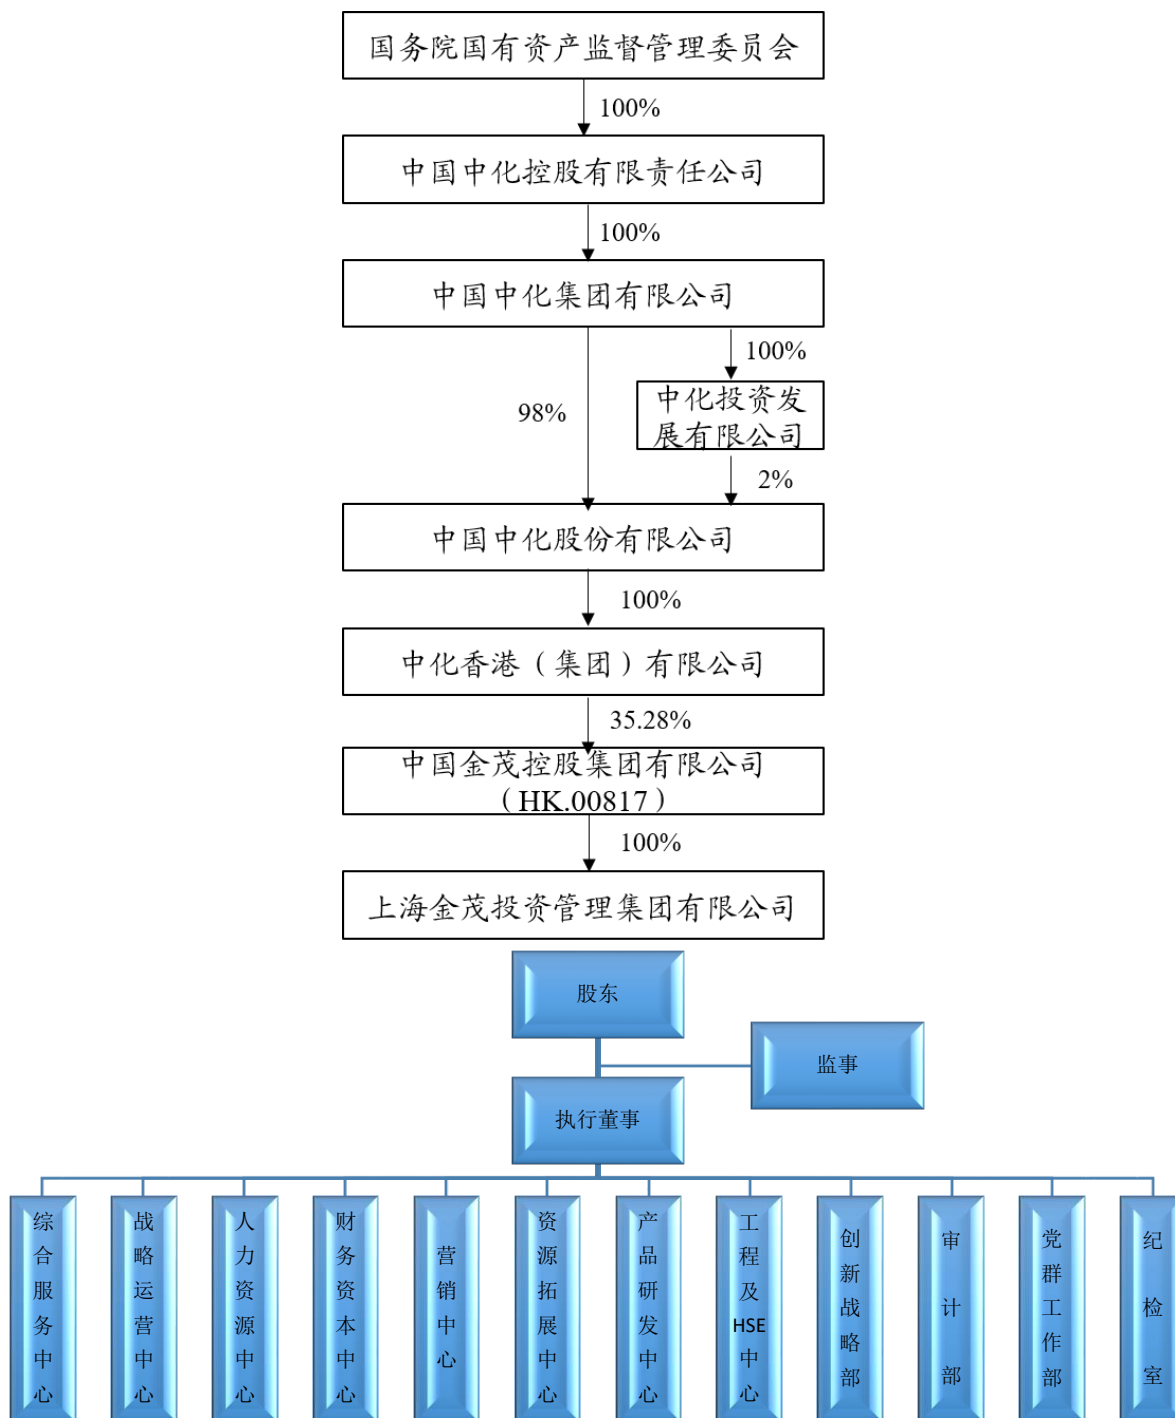 国务院国有资产监督管理委员会
100%
中国中化控股有限责任公司
100%
中国中化集团有限公司
100%
中化投资发
展有限公司
98%
2%
中国中化股份有限公司
100%
中化香港（集团）有限公司
35.28%
中国金茂控股集团有限公司
（HK.00817）
100%
上海金茂投资管理集团有限公司
股东
监事
执行董事
综合服务中心
战略运营中心
人力资源中心
财务资本中心
营销中心
资源拓展中心
产品研发中心
工程及HSE中心
创新战略部
审计部
党群工作部
纪检室